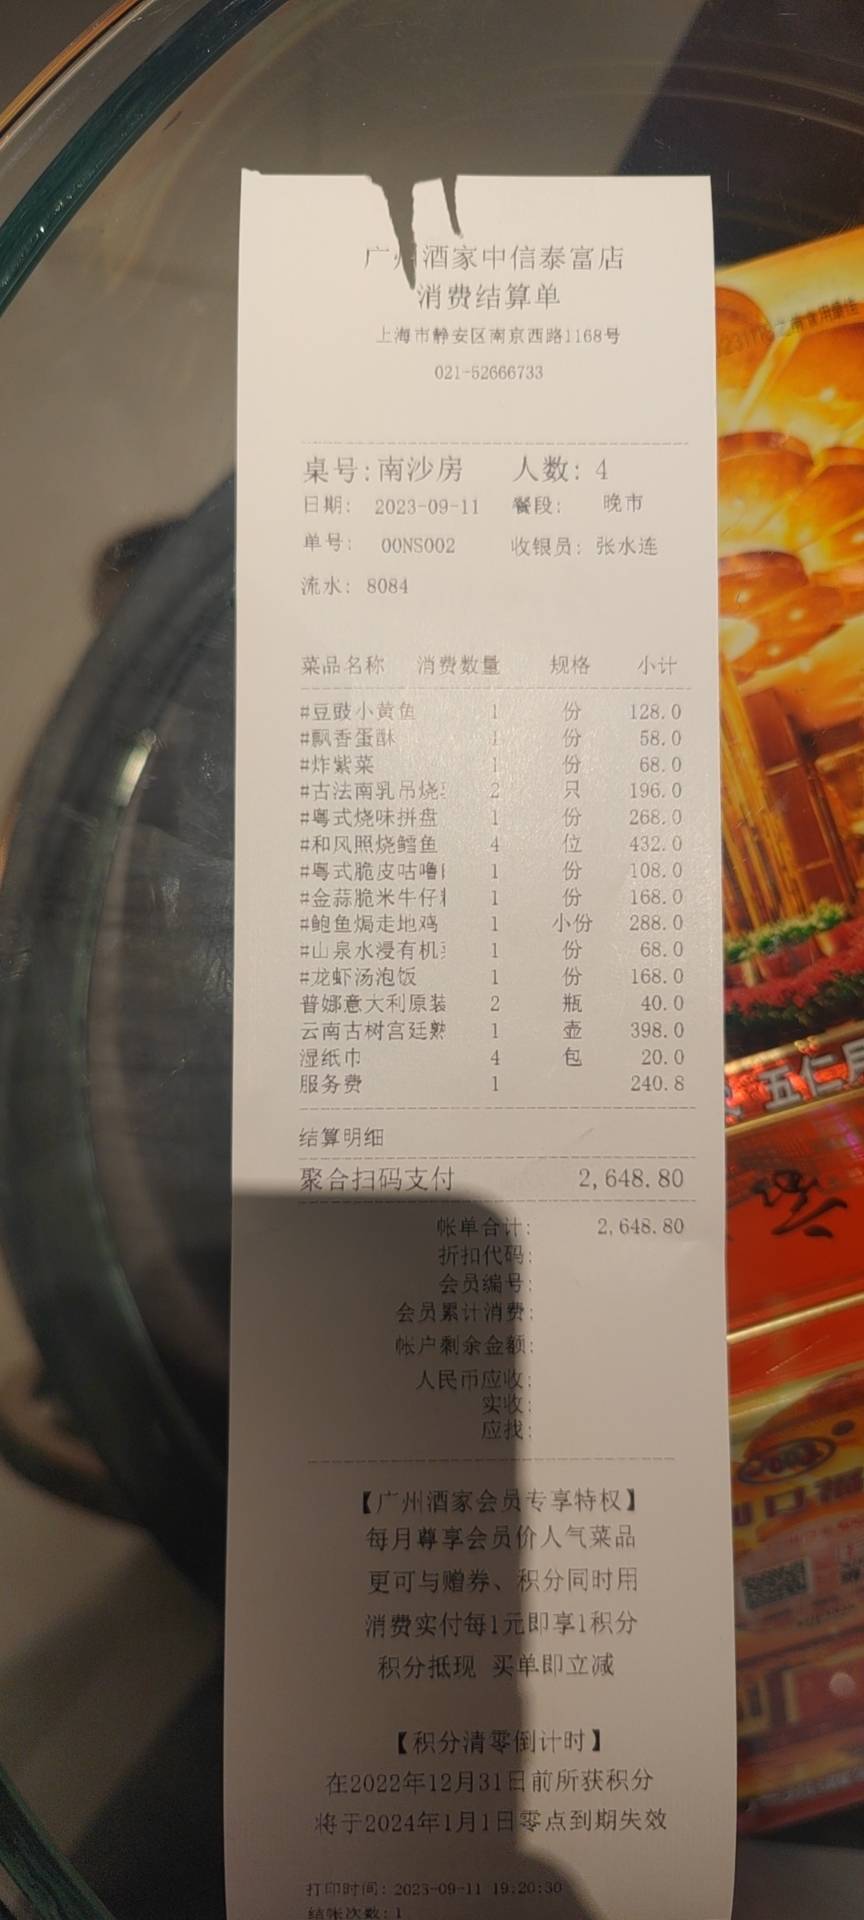 广州酒家中信泰富店
消费结算单
上海市静安区南京西路1168号
021-52666733
桌号:南沙房 人数: 4
日期: 2023-09-11 餐段: 晚市
单号: 00NS002 收银员: 张水连
流水: 8084
菜品名称 消费数量 规格 小计
#豆豉小黄鱼 1 份 128.0
#飘香蛋酥 1 份 58.0
#炸紫菜 1 份 68.0
#古法南乳吊烧 2 只 196.0
#粤式烧味拼盘 1 份 268.0
#和风照烧鳕鱼 4 位 432.0
#粤式脆皮咕噜 1 份 108.0
#金蒜脆米牛仔 1 份 168.0
#鲍鱼焗走地鸡 1 小份 288.0
#山泉水浸有机 1 份 68.0
#龙虾汤泡饭 1 份 168.0
普娜意大利原装 2 瓶 40.0
云南古树宫廷熟 1 壶 398.0
湿纸巾 4 包 20.0
服务费 1 240.8
结算明细
聚合扫码支付 2,648.80
帐单合计: 2,648.80
折扣代码:
会员编号:
会员累计消费:
帐户剩余金额:
人民币应收:
实收:
应找:
【广州酒家会员专享特权】
每月尊享会员价人气菜品
更可与赠券、积分同时用
消费实付每1元即享1积分
积分抵现 买单即立减
【积分清零倒计时】
在2022年12月31日前所获积分
将于2024年1月1日零点到期失效
打印时间: 2023-09-11 19:20:30
结帐次数:1
五仁月